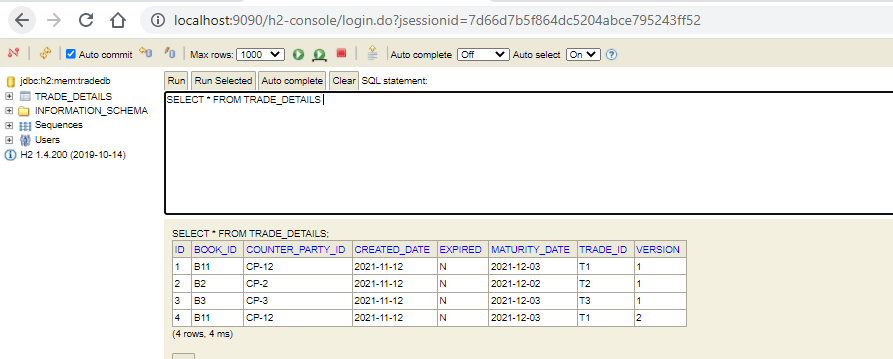 localhost:9090/h2-console/login.do?jsessionid=7d66d7b5f864dc5204abce795243ff52
Auto commit Max rows: 1000 Auto complete Off Auto select On ?
jdbc:h2:mem:tradedb
TRADE_DETAILS
INFORMATION_SCHEMA
Sequences
Users
H2 1.4.200 (2019-10-14)
Run Run Selected Auto complete Clear SQL statement:
SELECT * FROM TRADE_DETAILS
SELECT * FROM TRADE_DETAILS;
ID BOOK_ID COUNTER_PARTY_ID CREATED_DATE EXPIRED MATURITY_DATE TRADE_ID VERSION
1 B11 CP-12 2021-11-12 N 2021-12-03 T1 1
2 B2 CP-2 2021-11-12 N 2021-12-02 T2 1
3 B3 CP-3 2021-11-12 N 2021-12-03 T3 1
4 B11 CP-12 2021-11-12 N 2021-12-03 T1 2
(4 rows, 4 ms)